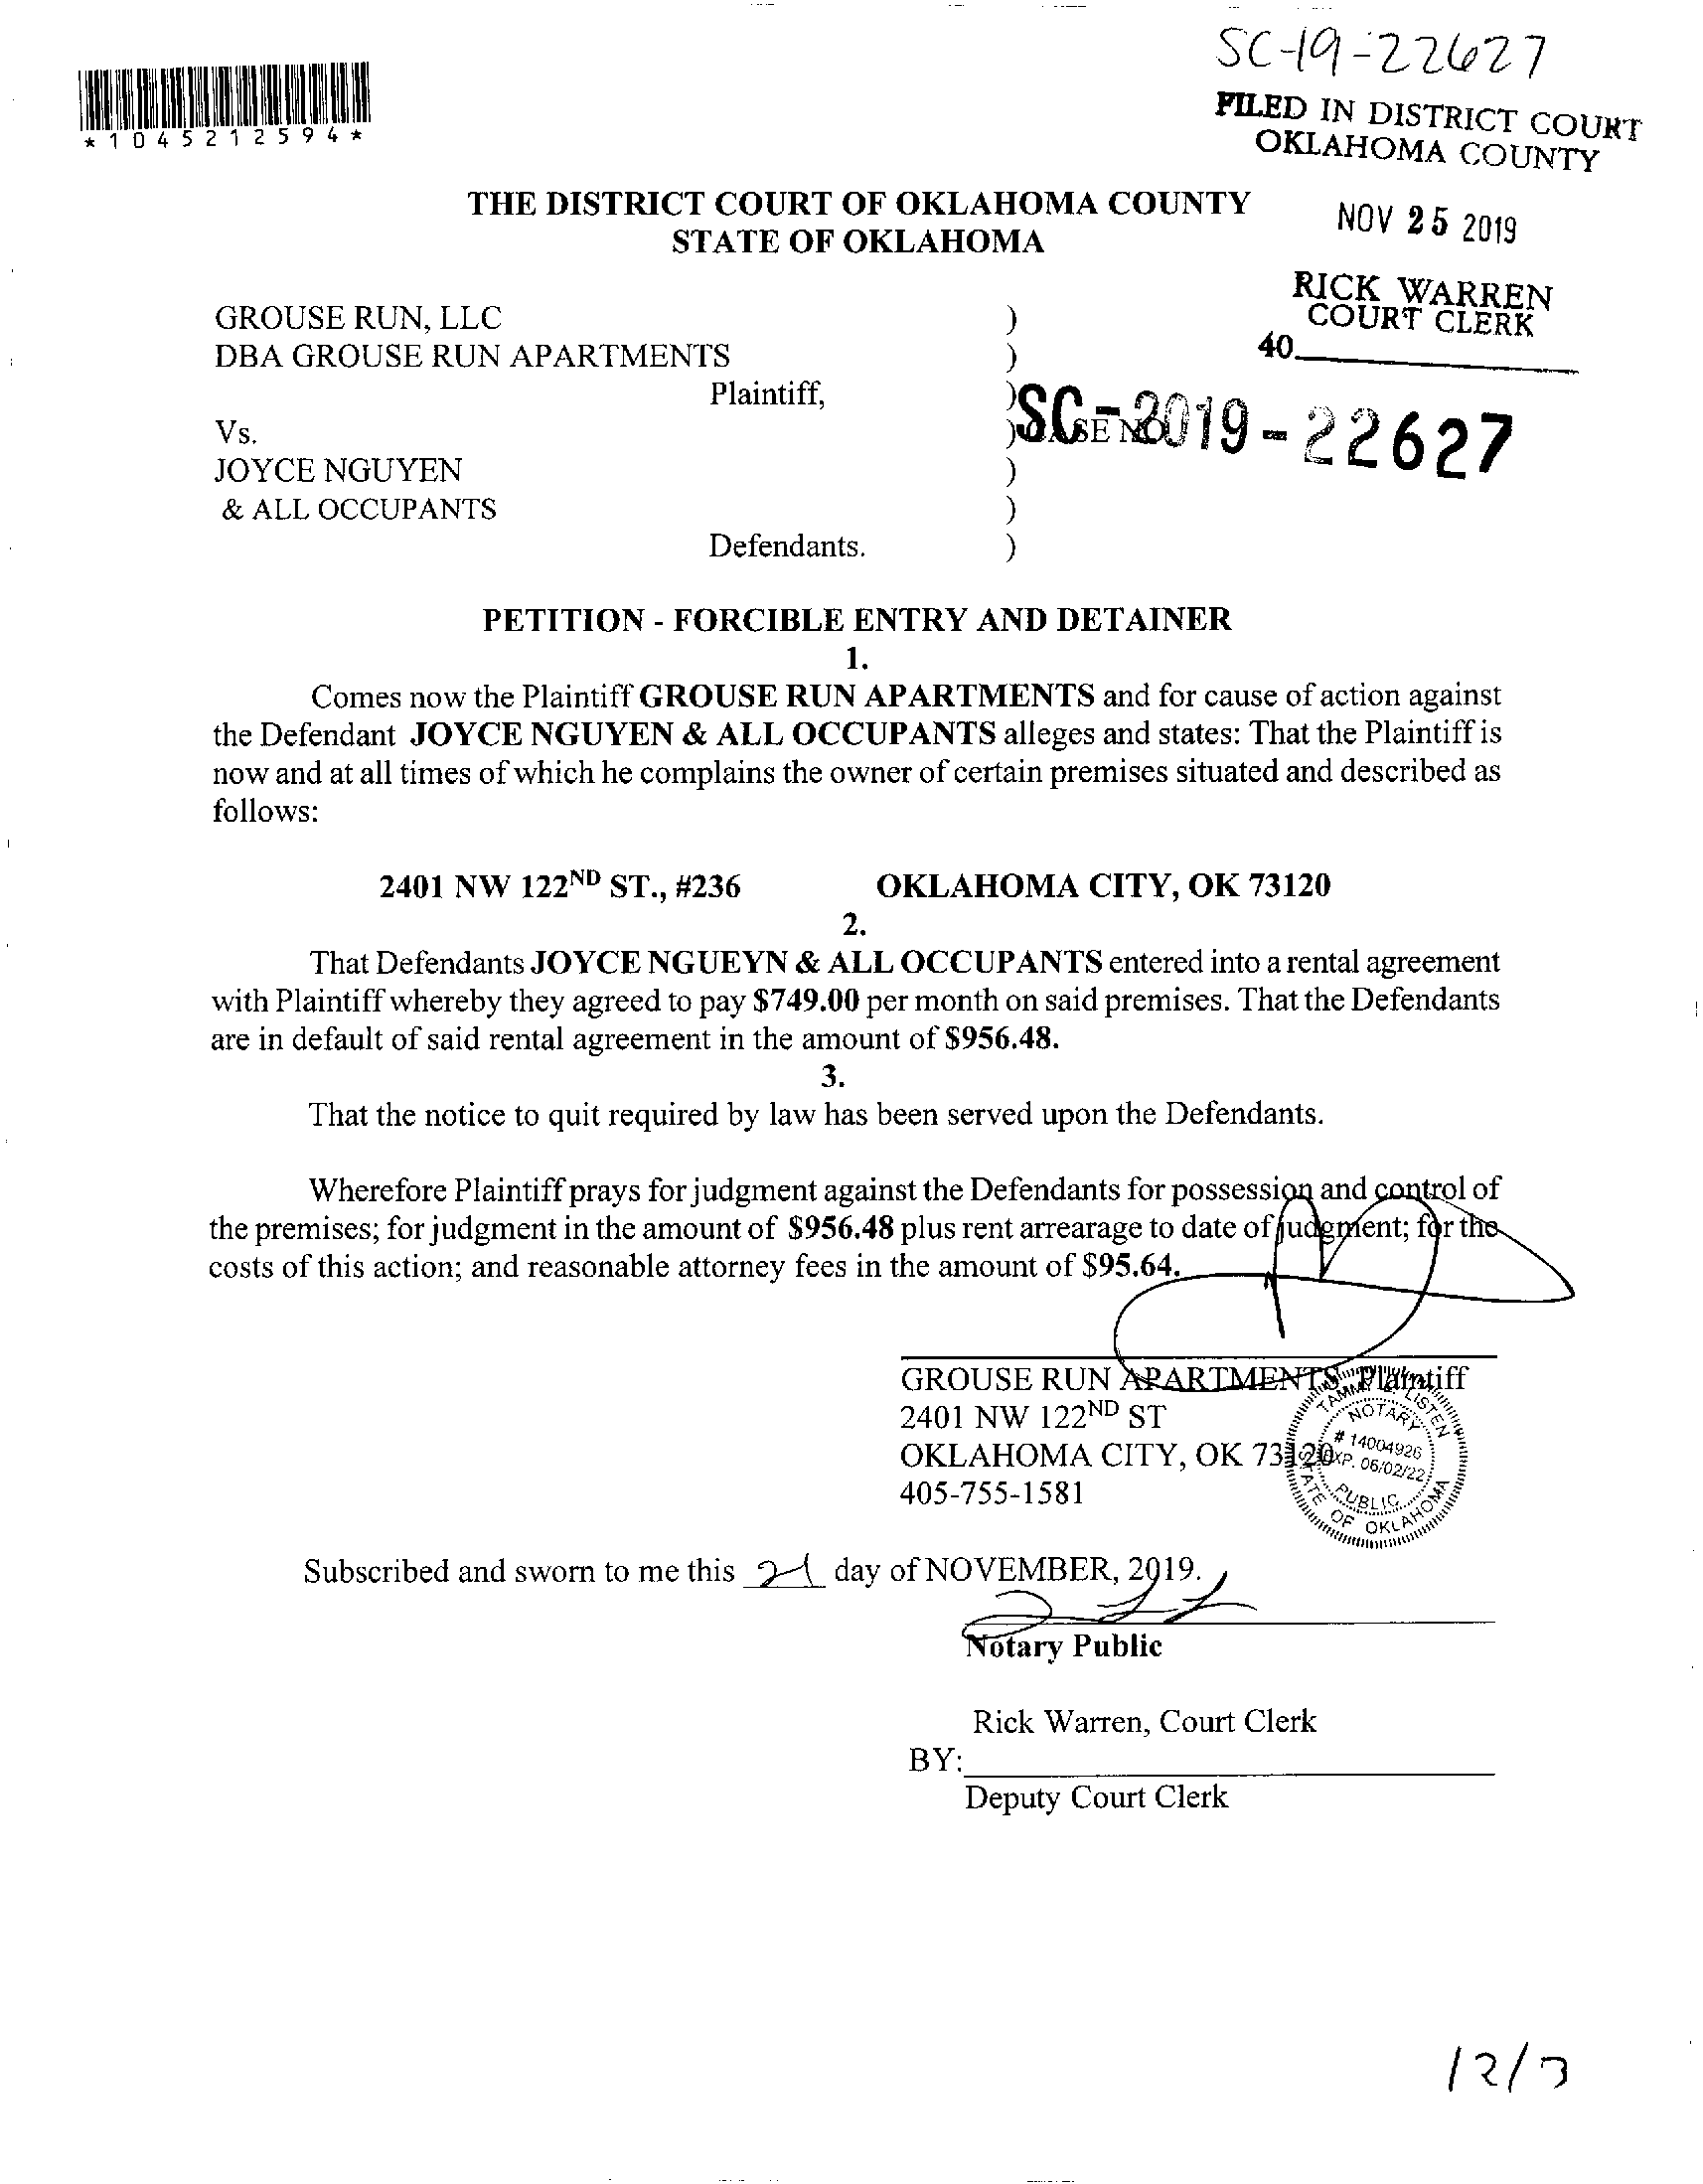 SC-19-22627
FILED IN DISTRICT COURT
OKLAHOMA COUNTY
*1045212594*
THE DISTRICT COURT OF OKLAHOMA COUNTY
STATE OF OKLAHOMA
NOV 25 2019
RICK WARREN
COURT CLERK
40
GROUSE RUN, LLC )
DBA GROUSE RUN APARTMENTS )
Plaintiff, )
SC-2019-22627
Vs. ) CASE NO.
JOYCE NGUYEN )
& ALL OCCUPANTS )
Defendants. )
PETITION - FORCIBLE ENTRY AND DETAINER
1.
Comes now the Plaintiff GROUSE RUN APARTMENTS and for cause of action against
the Defendant JOYCE NGUYEN & ALL OCCUPANTS alleges and states: That the Plaintiff is
now and at all times of which he complains the owner of certain premises situated and described as
follows:
2401 NW 122ND ST., #236 OKLAHOMA CITY, OK 73120
2.
That Defendants JOYCE NGUEYN & ALL OCCUPANTS entered into a rental agreement
with Plaintiff whereby they agreed to pay $749.00 per month on said premises. That the Defendants
are in default of said rental agreement in the amount of $956.48.
3.
That the notice to quit required by law has been served upon the Defendants.
Wherefore Plaintiff prays for judgment against the Defendants for possession and control of
the premises; for judgment in the amount of $956.48 plus rent arrearage to date of judgment; for the
costs of this action; and reasonable attorney fees in the amount of $95.64.
GROUSE RUN APARTMENTS, Plaintiff
2401 NW 122ND ST
OKLAHOMA CITY, OK 73120
405-755-1581
TAMMY LISTEN
NOTARY
# 14004926
EXP. 06/02/22
PUBLIC
STATE OF OKLAHOMA
Subscribed and sworn to me this 21 day of NOVEMBER, 2019.
Notary Public
Rick Warren, Court Clerk
BY:
Deputy Court Clerk
12/3